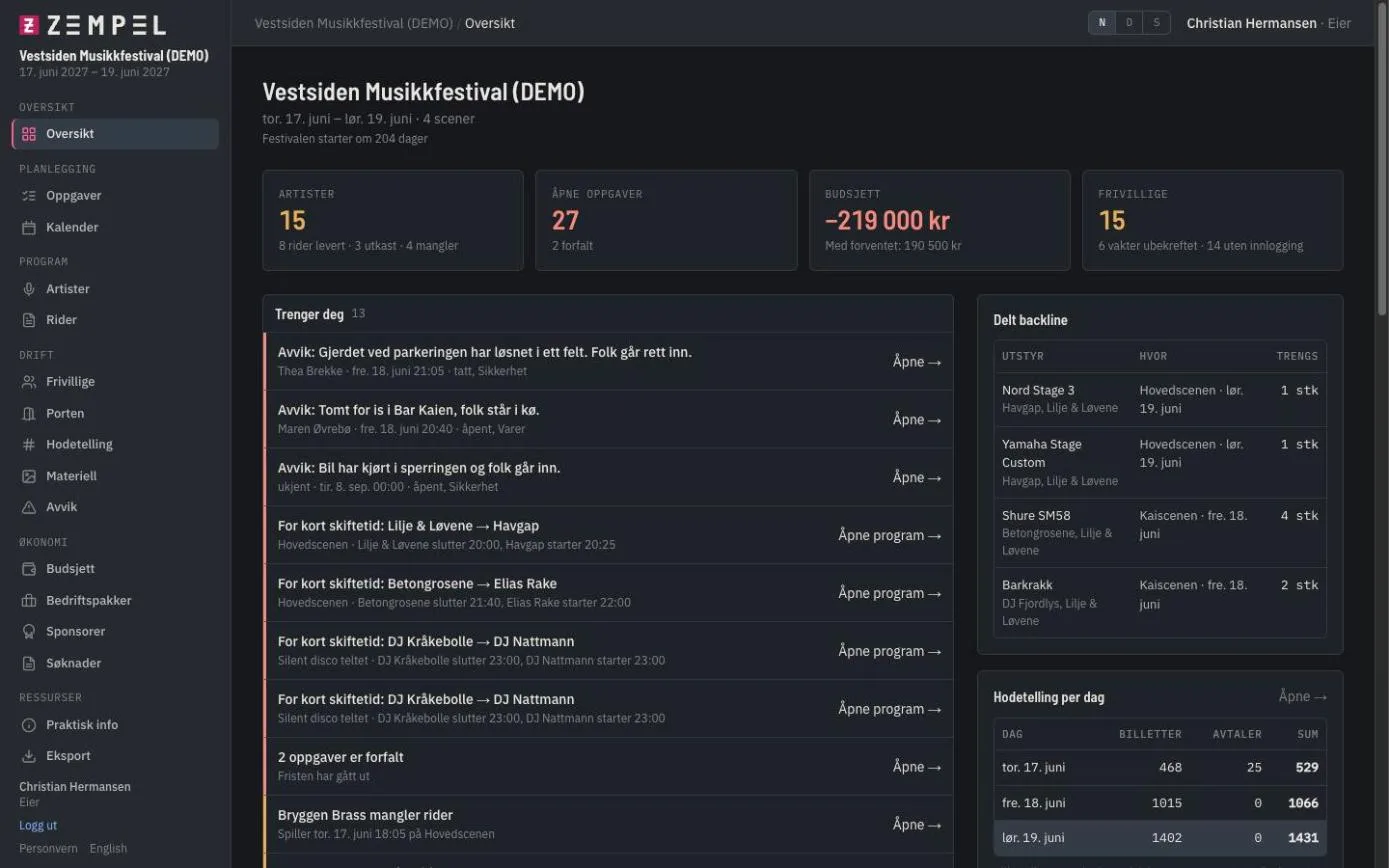 ZEMPEL
Vestsiden Musikkfestival (DEMO)
17. juni 2027 – 19. juni 2027
OVERSIKT
Oversikt
PLANLEGGING
Oppgaver
Kalender
PROGRAM
Artister
Rider
DRIFT
Frivillige
Porten
Hodetelling
Materiell
Avvik
ØKONOMI
Budsjett
Bedriftspakker
Sponsorer
Søknader
RESSURSER
Praktisk info
Eksport
Christian Hermansen
Eier
Logg ut
Personvern English
Vestsiden Musikkfestival (DEMO) / Oversikt
N D S Christian Hermansen · Eier
Vestsiden Musikkfestival (DEMO)
tor. 17. juni – lør. 19. juni · 4 scener
Festivalen starter om 204 dager
ARTISTER
15
8 rider levert · 3 utkast · 4 mangler
ÅPNE OPPGAVER
27
2 forfalt
BUDSJETT
−219 000 kr
Med forventet: 190 500 kr
FRIVILLIGE
15
6 vakter ubekreftet · 14 uten innlogging
Trenger deg 13
Avvik: Gjerdet ved parkeringen har løsnet i ett felt. Folk går rett inn.
Thea Brekke · fre. 18. juni 21:05 · tatt, Sikkerhet
Åpne →
Avvik: Tomt for is i Bar Kaien, folk står i kø.
Maren Øvrebø · fre. 18. juni 20:40 · åpent, Varer
Åpne →
Avvik: Bil har kjørt i sperringen og folk går inn.
ukjent · tir. 8. sep. 00:00 · åpent, Sikkerhet
Åpne →
For kort skiftetid: Lilje & Løvene → Havgap
Hovedscenen · Lilje & Løvene slutter 20:00, Havgap starter 20:25
Åpne program →
For kort skiftetid: Betongrosene → Elias Rake
Hovedscenen · Betongrosene slutter 21:40, Elias Rake starter 22:00
Åpne program →
For kort skiftetid: DJ Kråkebolle → DJ Nattmann
Silent disco teltet · DJ Kråkebolle slutter 23:00, DJ Nattmann starter 23:00
Åpne program →
For kort skiftetid: DJ Kråkebolle → DJ Nattmann
Silent disco teltet · DJ Kråkebolle slutter 23:00, DJ Nattmann starter 23:00
Åpne program →
2 oppgaver er forfalt
Fristen har gått ut
Åpne →
Bryggen Brass mangler rider
Spiller tor. 17. juni 18:05 på Hovedscenen
Åpne →
Delt backline
UTSTYR HVOR TRENGS
Nord Stage 3 Hovedscenen · lør. 1 stk
Havgap, Lilje & Løvene 19. juni
Yamaha Stage Hovedscenen · lør. 1 stk
Custom 19. juni
Havgap, Lilje & Løvene
Shure SM58 Kaiscenen · fre. 18. 4 stk
Betongrosene, Lilje & juni
Løvene
Barkrakk Kaiscenen · fre. 18. 2 stk
DJ Fjordlys, Lilje & juni
Løvene
Hodetelling per dag Åpne →
DAG BILLETTER AVTALER SUM
tor. 17. juni 468 25 529
fre. 18. juni 1015 0 1066
lør. 19. juni 1402 0 1431